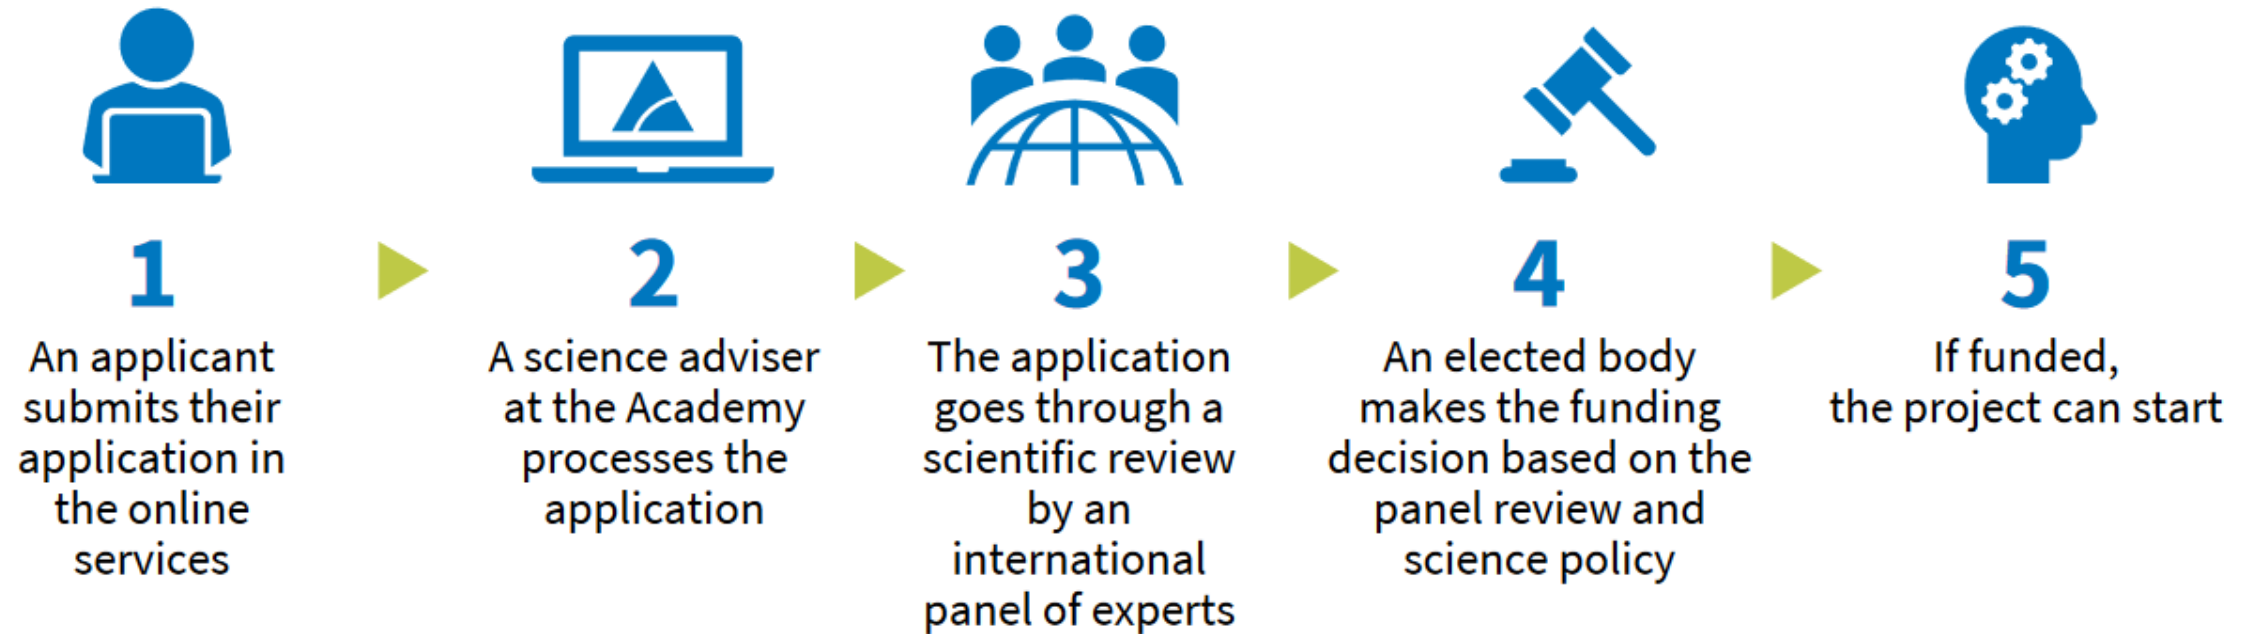 1
An applicant
submits their
application in
the online
services
2
A science adviser
at the Academy
processes the
application
3
The application
goes through a
scientific review
by an
international
panel of experts
4
An elected body
makes the funding
decision based on the
panel review and
science policy
5
If funded,
the project can start